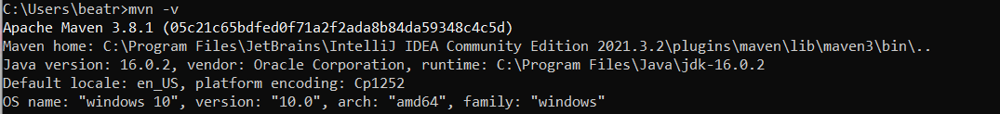 C:\Users\beatr>mvn -v
Apache Maven 3.8.1 (05c21c65bdfed0f71a2f2ada8b84da59348c4c5d)
Maven home: C:\Program Files\JetBrains\IntelliJ IDEA Community Edition 2021.3.2\plugins\maven\lib\maven3\bin\..
Java version: 16.0.2, vendor: Oracle Corporation, runtime: C:\Program Files\Java\jdk-16.0.2
Default locale: en_US, platform encoding: Cp1252
OS name: "windows 10", version: "10.0", arch: "amd64", family: "windows"